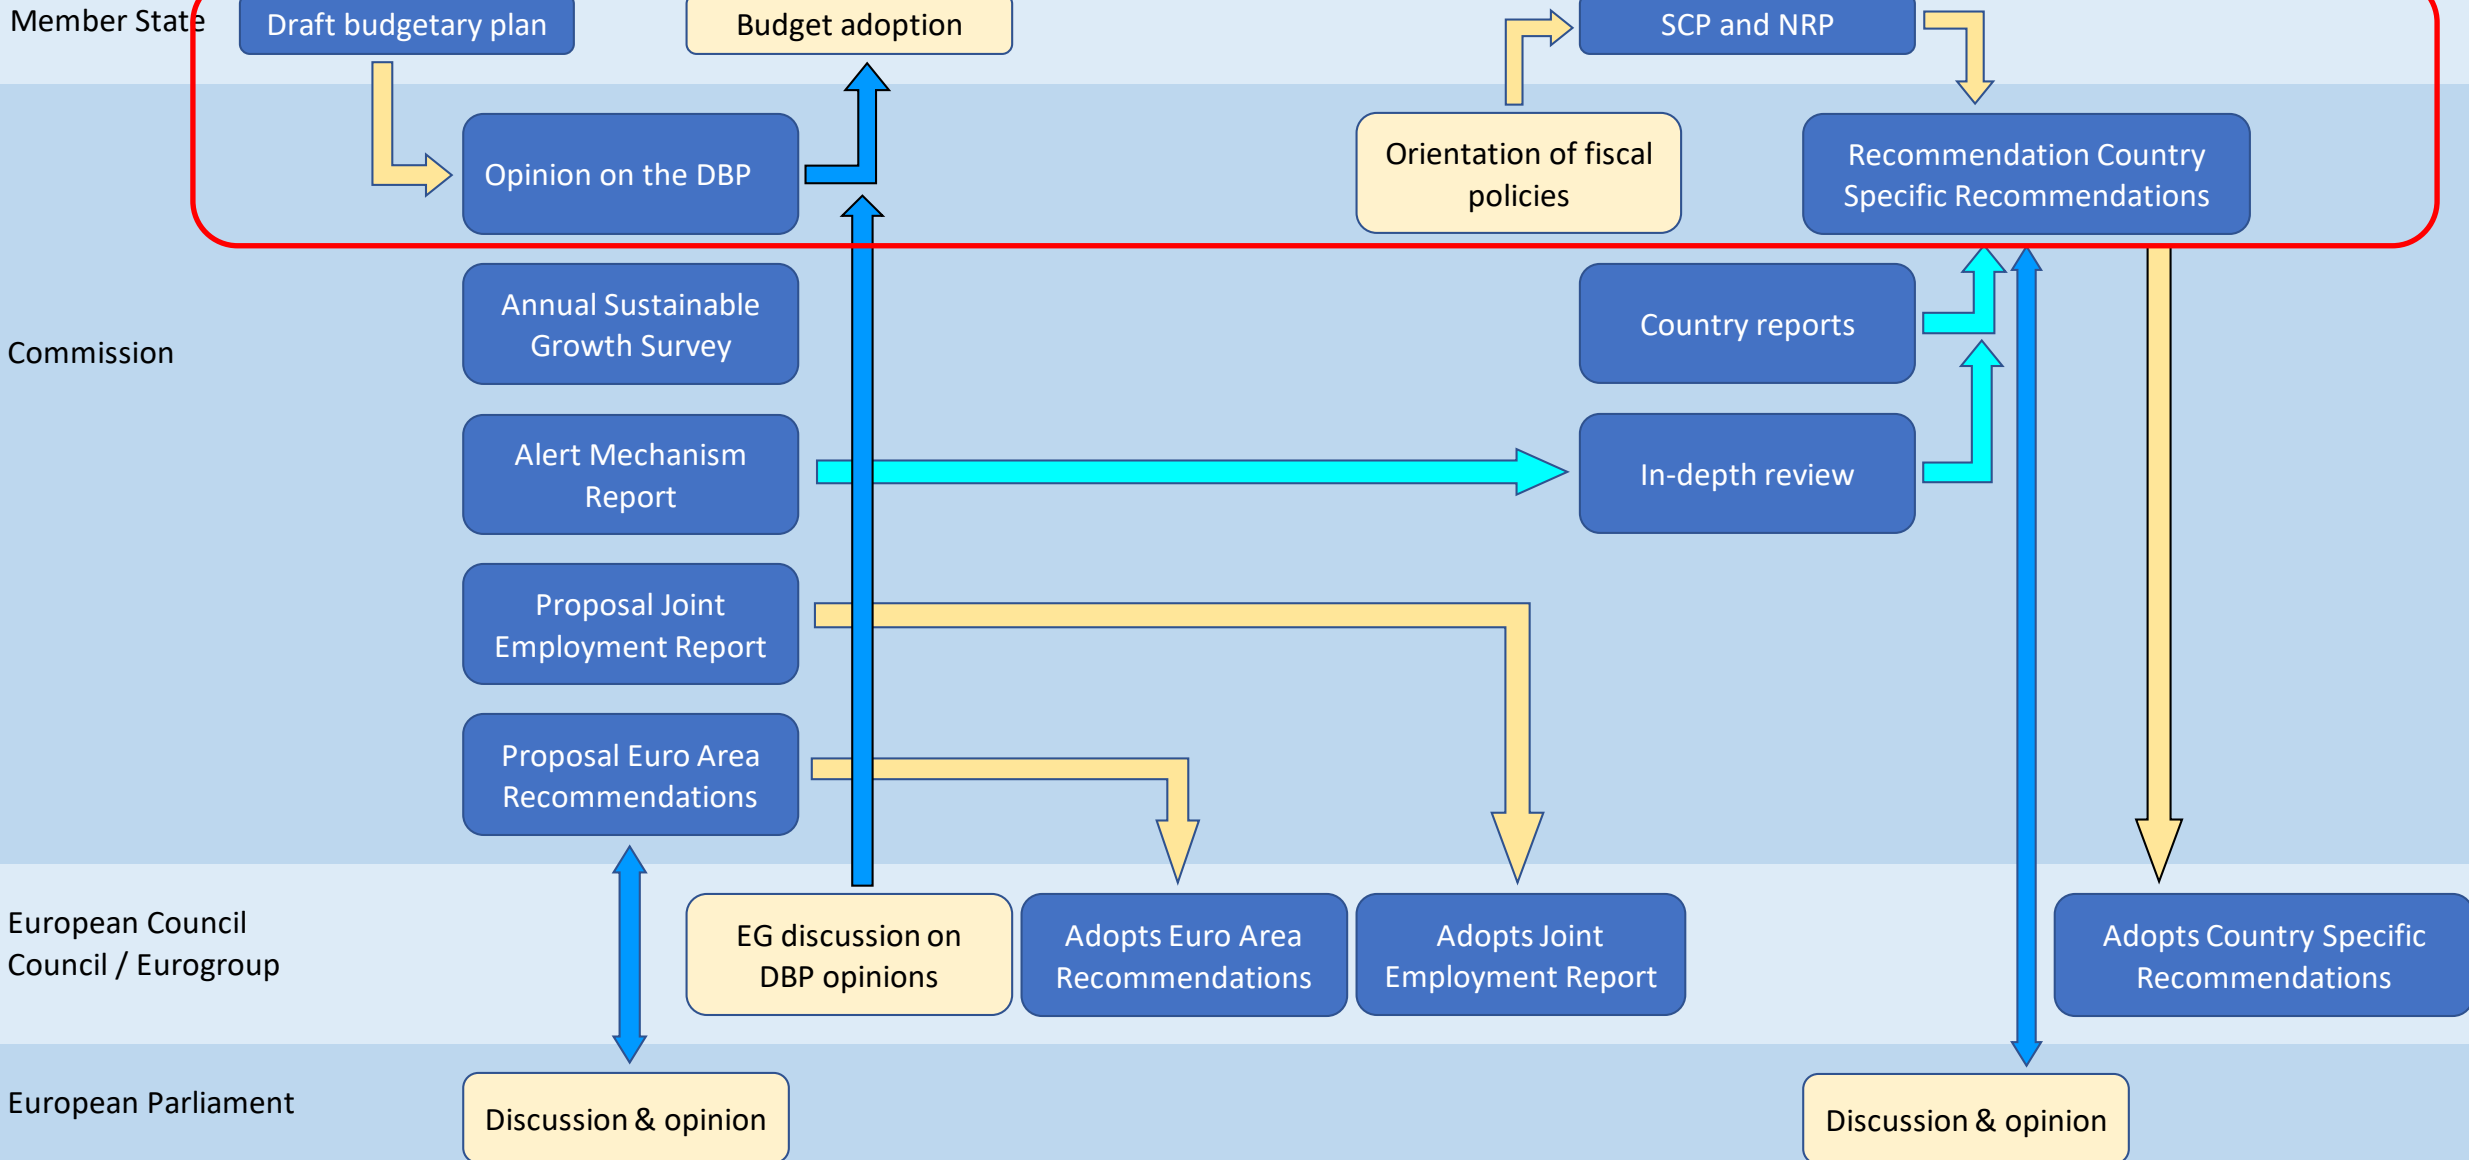 Member State
Draft budgetary plan
Budget adoption
SCP and NRP
Opinion on the DBP
Orientation of fiscal
policies
Recommendation Country
Specific Recommendations
Commission
Annual Sustainable
Growth Survey
Country reports
Alert Mechanism
Report
In-depth review
Proposal Joint
Employment Report
Proposal Euro Area
Recommendations
European Council
Council / Eurogroup
EG discussion on
DBP opinions
Adopts Euro Area
Recommendations
Adopts Joint
Employment Report
Adopts Country Specific
Recommendations
European Parliament
Discussion & opinion
Discussion & opinion